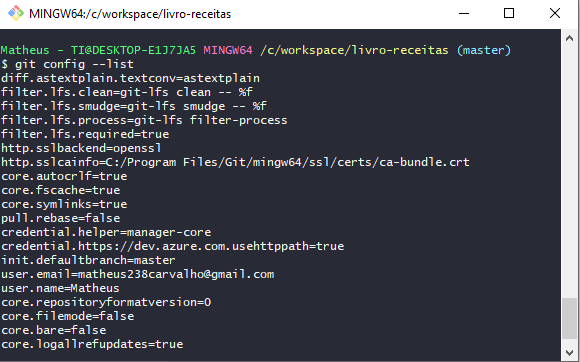 MINGW64:/c/workspace/livro-receitas
Matheus - TI@DESKTOP-E1J7JA5 MINGW64 /c/workspace/livro-receitas (master)
$ git config --list
diff.astextplain.textconv=astextplain
filter.lfs.clean=git-lfs clean -- %f
filter.lfs.smudge=git-lfs smudge -- %f
filter.lfs.process=git-lfs filter-process
filter.lfs.required=true
http.sslbackend=openssl
http.sslcainfo=C:/Program Files/Git/mingw64/ssl/certs/ca-bundle.crt
core.autocrlf=true
core.fscache=true
core.symlinks=true
pull.rebase=false
credential.helper=manager-core
credential.https://dev.azure.com.usehttppath=true
init.defaultbranch=master
user.email=matheus238carvalho@gmail.com
user.name=Matheus
core.repositoryformatversion=0
core.filemode=false
core.bare=false
core.logallrefupdates=true